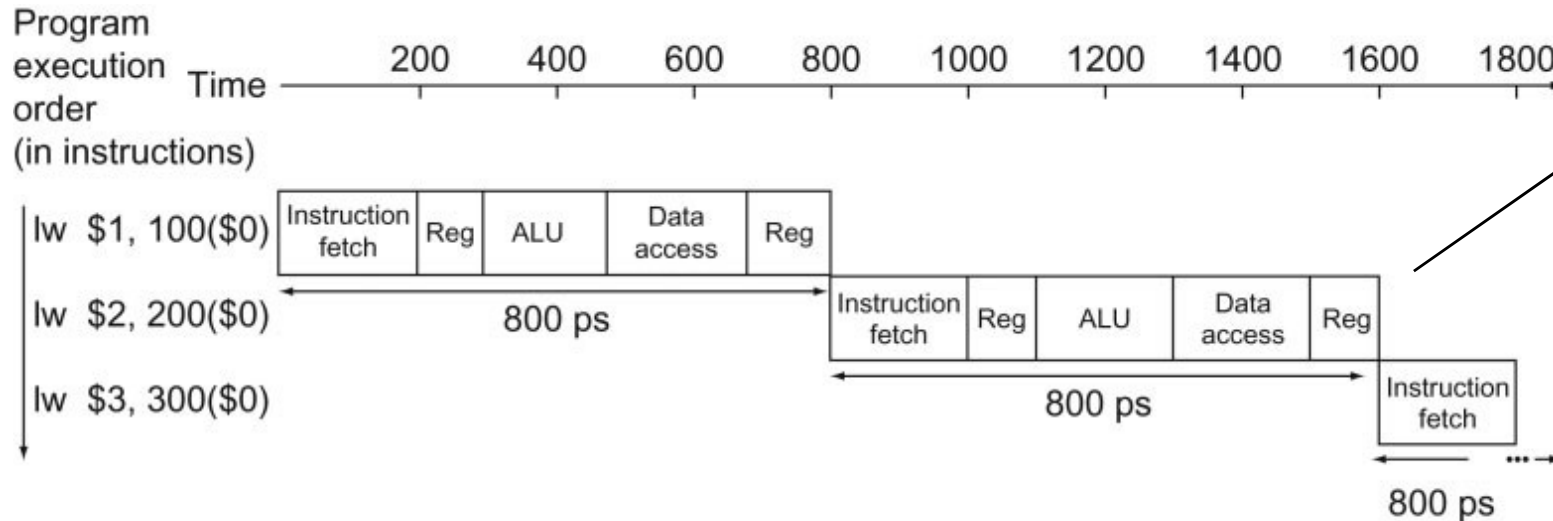 Program
execution
order
(in instructions)
Time
200 400 600 800 1000 1200 1400 1600 1800
lw $1, 100($0)
Instruction
fetch
Reg
ALU
Data
access
Reg
800 ps
lw $2, 200($0)
Instruction
fetch
Reg
ALU
Data
access
Reg
800 ps
lw $3, 300($0)
Instruction
fetch
...
800 ps